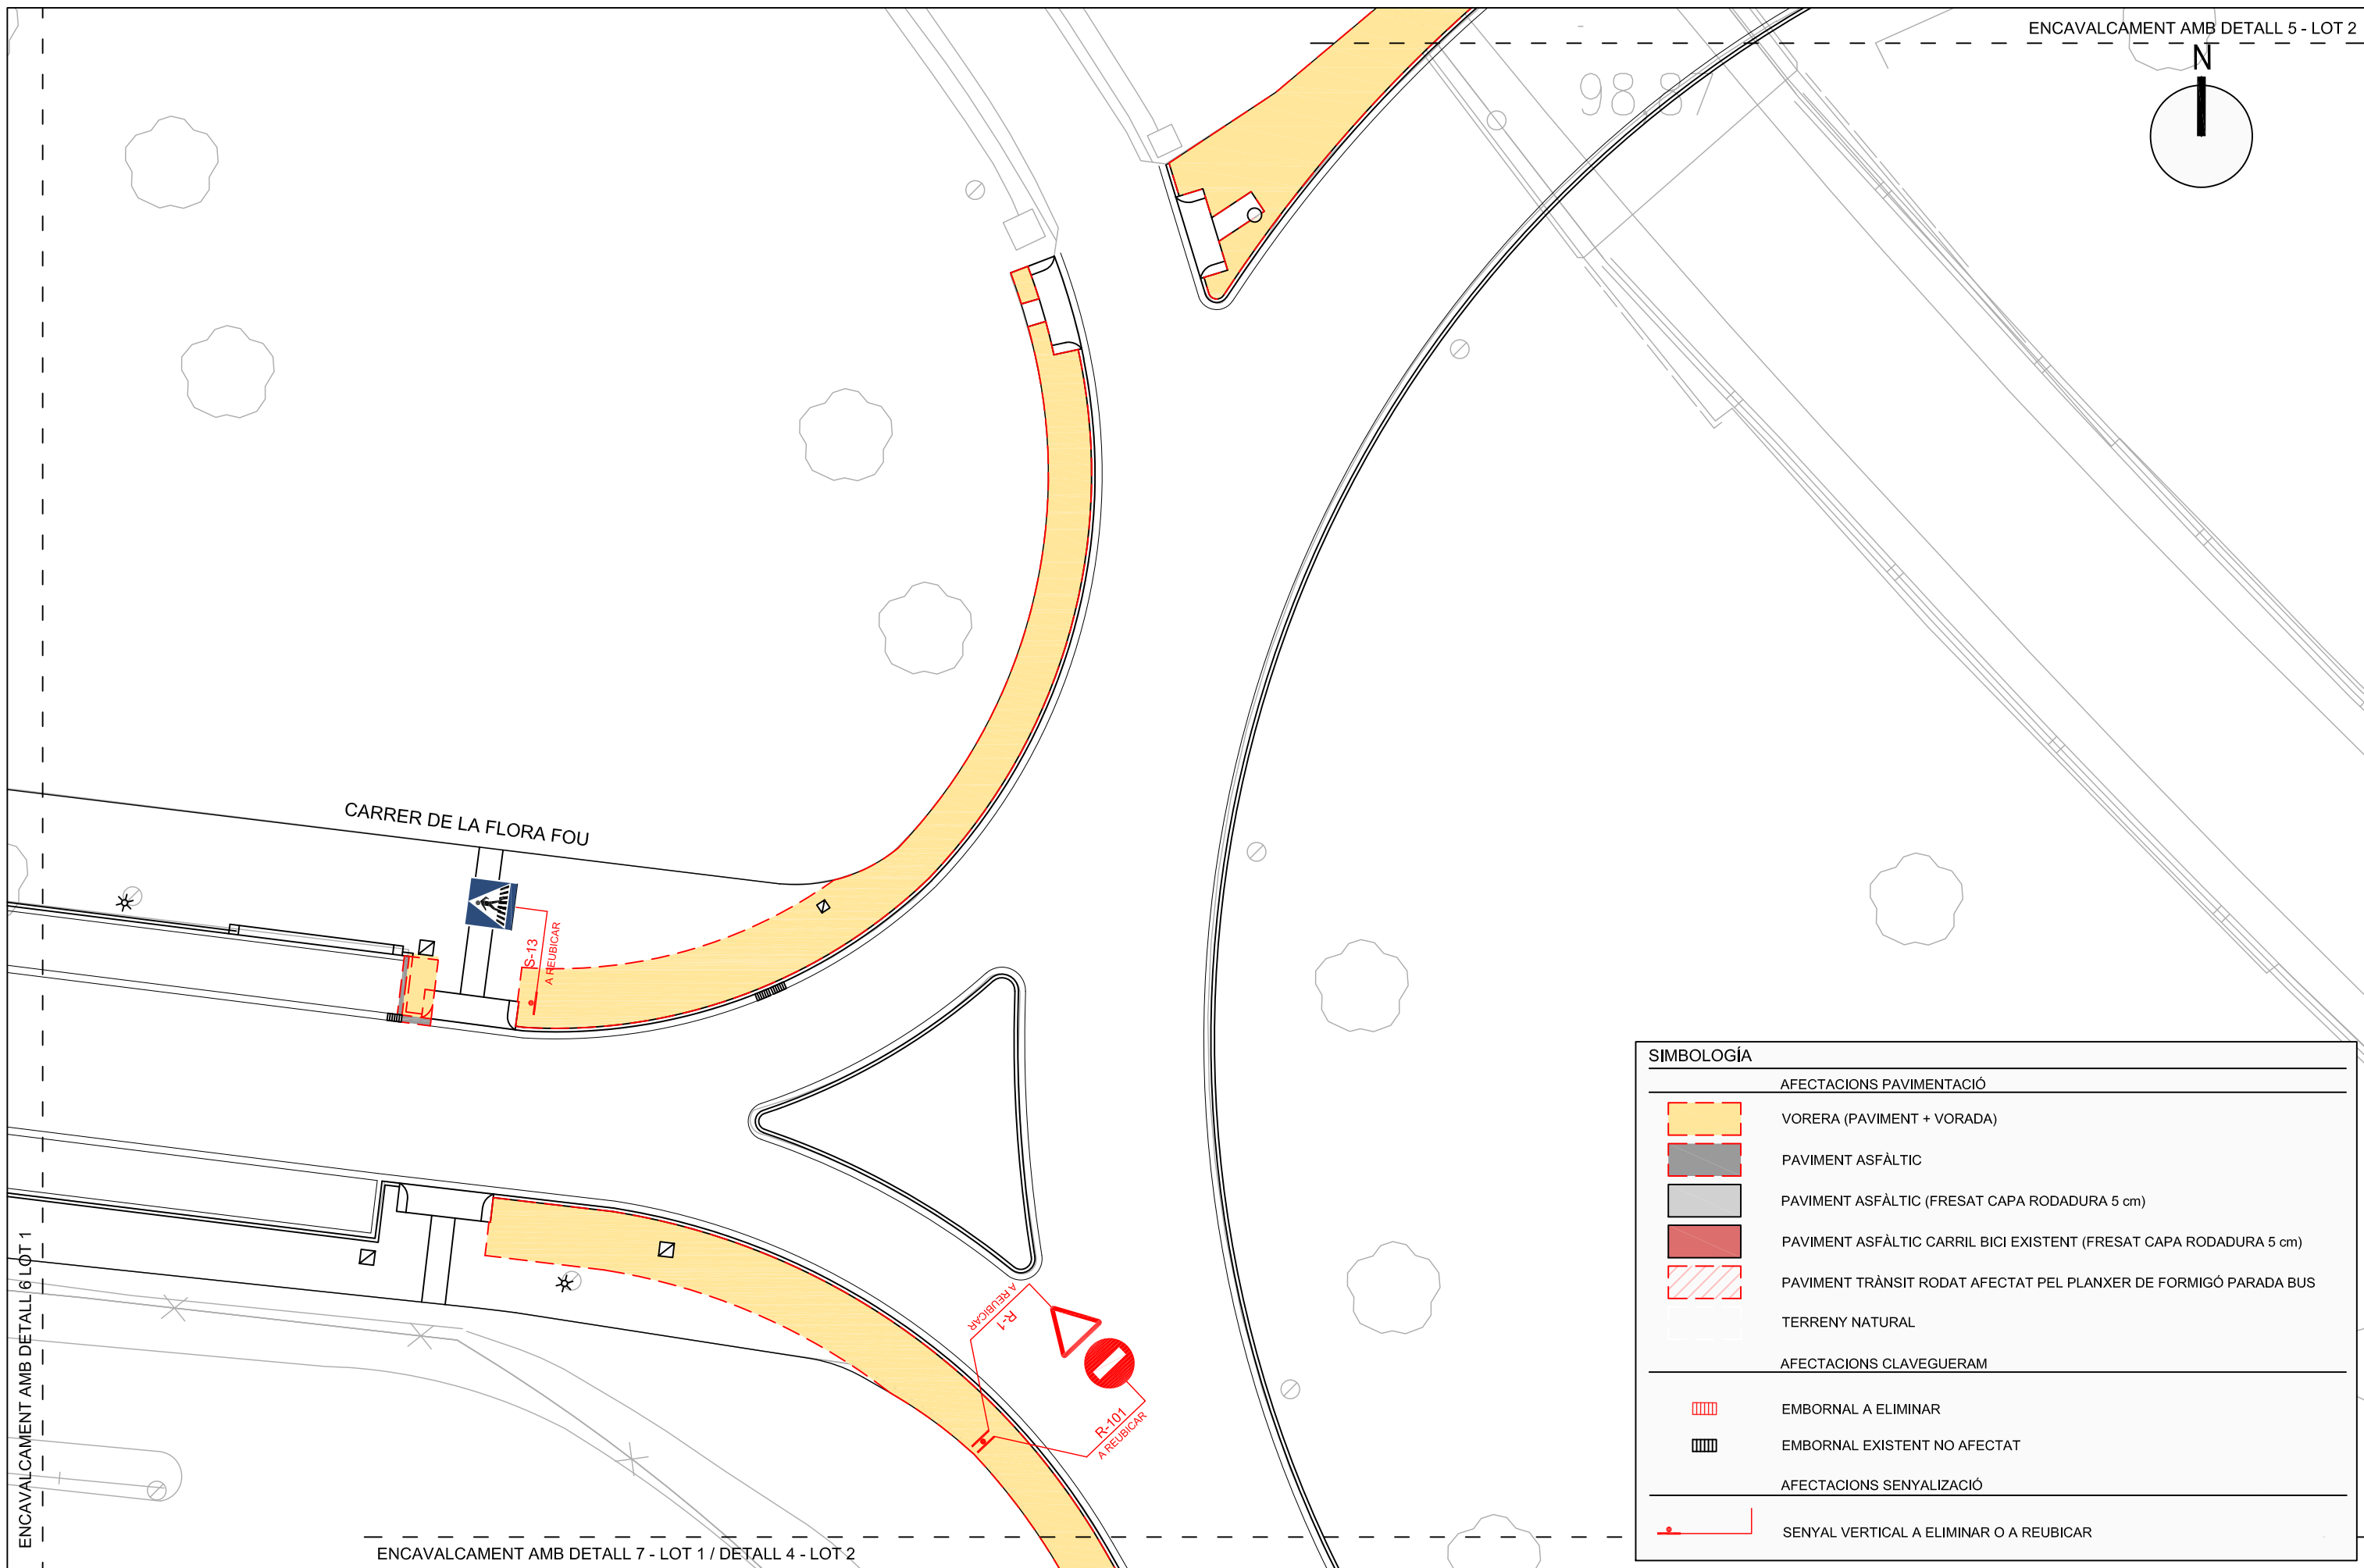 ENCAVALCAMENT AMB DETALL 5 - LOT 2
N
98.87
CARRER DE LA FLORA FOU
S-13
A REUBICAR
R-1
A REUBICAR
R-101
A REUBICAR
ENCAVALCAMENT AMB DETALL 6 LOT 1
ENCAVALCAMENT AMB DETALL 7 - LOT 1 / DETALL 4 - LOT 2
SIMBOLOGÍA
AFECTACIONS PAVIMENTACIÓ
VORERA (PAVIMENT + VORADA)
PAVIMENT ASFÀLTIC
PAVIMENT ASFÀLTIC (FRESAT CAPA RODADURA 5 cm)
PAVIMENT ASFÀLTIC CARRIL BICI EXISTENT (FRESAT CAPA RODADURA 5 cm)
PAVIMENT TRÀNSIT RODAT AFECTAT PEL PLANXER DE FORMIGÓ PARADA BUS
TERRENY NATURAL
AFECTACIONS CLAVEGUERAM
EMBORNAL A ELIMINAR
EMBORNAL EXISTENT NO AFECTAT
AFECTACIONS SENYALIZACIÓ
SENYAL VERTICAL A ELIMINAR O A REUBICAR